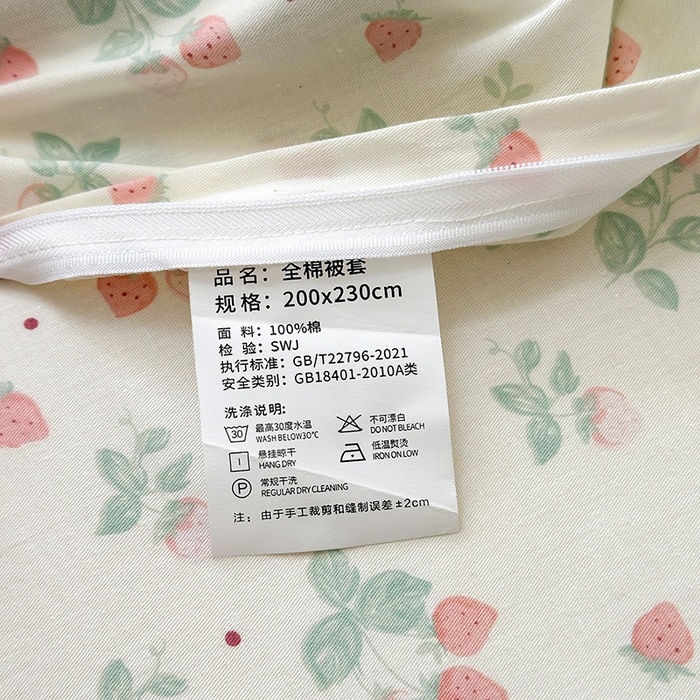 品 名：全棉被套
规 格：200x230cm
面 料：100%棉
检 验：SWJ
执行标准：GB/T22796-2021
安全类别：GB18401-2010A类
洗涤说明：
30 最高30度水温 不可漂白
WASH BELOW30℃ DO NOT BLEACH
悬挂晾干 低温熨烫
HANG DRY IRON ON LOW
P 常规干洗
REGULAR DRY CLEANING
注：由于手工裁剪和缝制误差±2cm